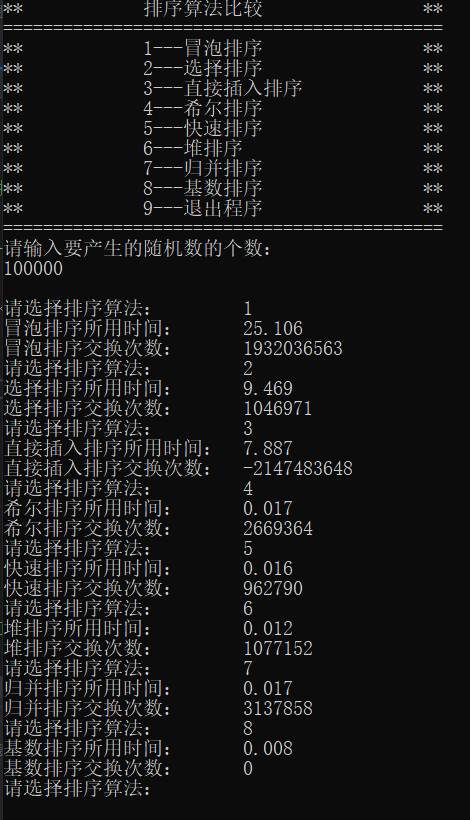 **            排序算法比较                **
============================================
**            1---冒泡排序                **
**            2---选择排序                **
**            3---直接插入排序            **
**            4---希尔排序                **
**            5---快速排序                **
**            6---堆排序                  **
**            7---归并排序                **
**            8---基数排序                **
**            9---退出程序                **
============================================
请输入要产生的随机数的个数：
100000
请选择排序算法：        1
冒泡排序所用时间：      25.106
冒泡排序交换次数：      1932036563
请选择排序算法：        2
选择排序所用时间：      9.469
选择排序交换次数：      1046971
请选择排序算法：        3
直接插入排序所用时间：  7.887
直接插入排序交换次数：  -2147483648
请选择排序算法：        4
希尔排序所用时间：      0.017
希尔排序交换次数：      2669364
请选择排序算法：        5
快速排序所用时间：      0.016
快速排序交换次数：      962790
请选择排序算法：        6
堆排序所用时间：        0.012
堆排序交换次数：        1077152
请选择排序算法：        7
归并排序所用时间：      0.017
归并排序交换次数：      3137858
请选择排序算法：        8
基数排序所用时间：      0.008
基数排序交换次数：      0
请选择排序算法：